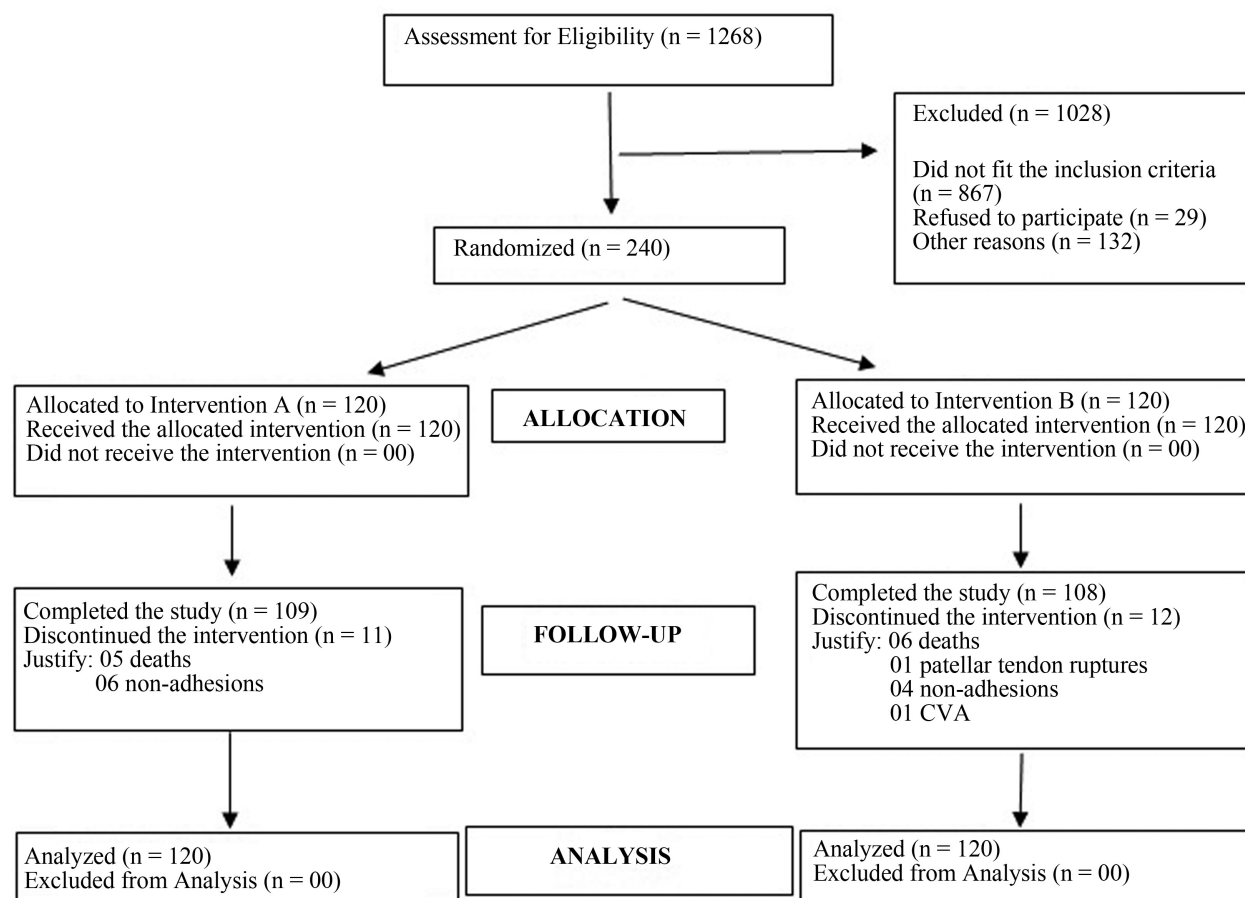 Assessment for Eligibility (n = 1268)
Excluded (n = 1028)
Did not fit the inclusion criteria
(n = 867)
Refused to participate (n = 29)
Other reasons (n = 132)
Randomized (n = 240)
Allocated to Intervention A (n = 120)
Received the allocated intervention (n = 120)
Did not receive the intervention (n = 00)
ALLOCATION
Allocated to Intervention B (n = 120)
Received the allocated intervention (n = 120)
Did not receive the intervention (n = 00)
Completed the study (n = 109)
Discontinued the intervention (n = 11)
Justify: 05 deaths
06 non-adhesions
FOLLOW-UP
Completed the study (n = 108)
Discontinued the intervention (n = 12)
Justify: 06 deaths
01 patellar tendon ruptures
04 non-adhesions
01 CVA
Analyzed (n = 120)
Excluded from Analysis (n = 00)
ANALYSIS
Analyzed (n = 120)
Excluded from Analysis (n = 00)